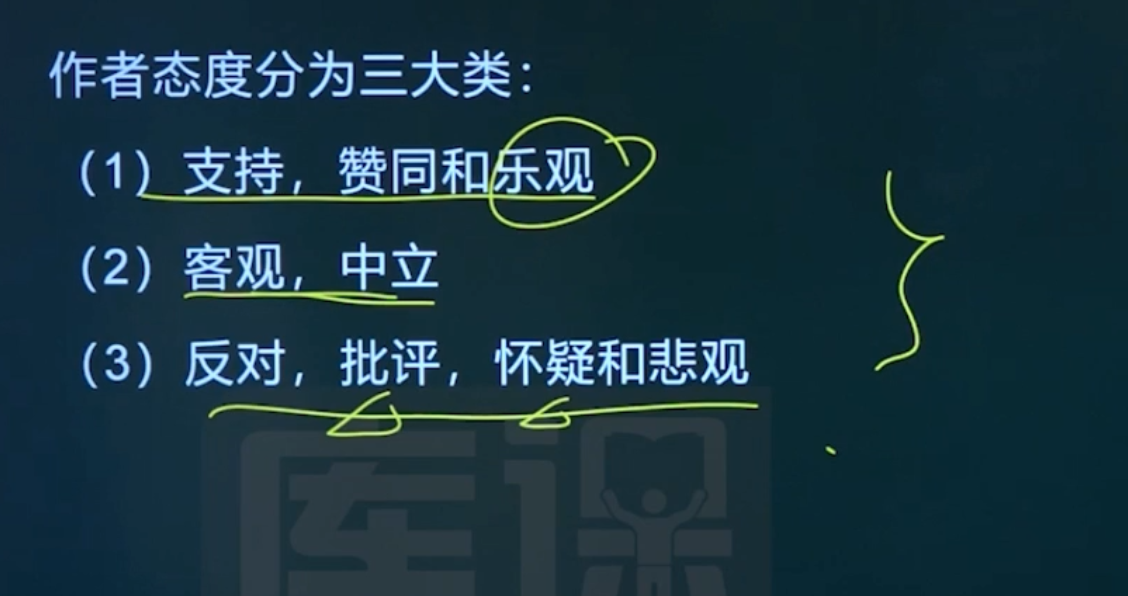 作者态度分为三大类：
（1）支持，赞同和乐观
（2）客观，中立
（3）反对，批评，怀疑和悲观
库课